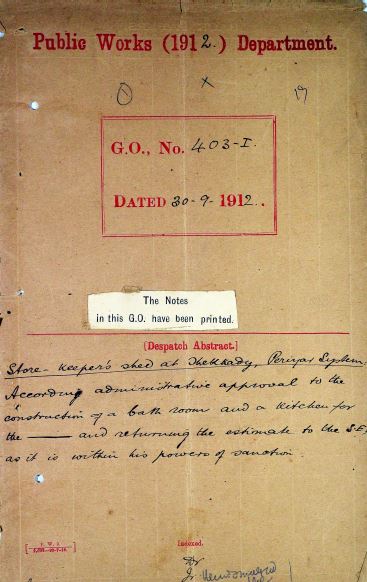 Public Works (1912.) Department.
G.O., No. 403-I.
DATED 30-9-1912.
The Notes
in this G.O. have been printed.
[Despatch Abstract.]
Store-keeper's shed at Thekkady, Periyar System.
According administrative approval to the
construction of a bath room and a kitchen for
the —— and returning the estimate to the S.E,
as it is within his powers of sanction.
Indexed.